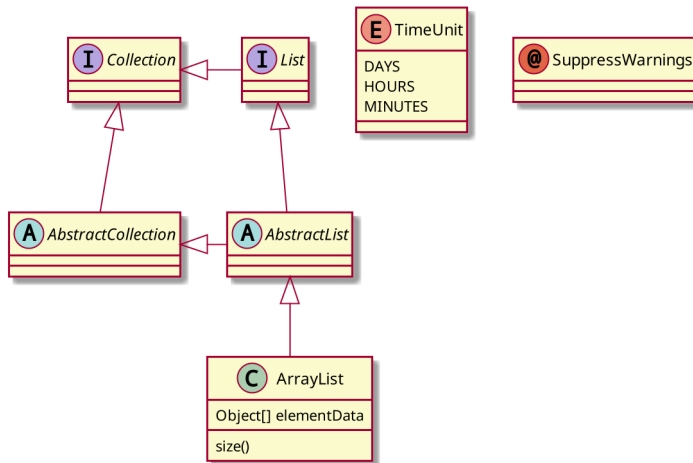 I Collection
I List
E TimeUnit
DAYS
HOURS
MINUTES
@ SuppressWarnings
A AbstractCollection
A AbstractList
C ArrayList
Object[] elementData
size()